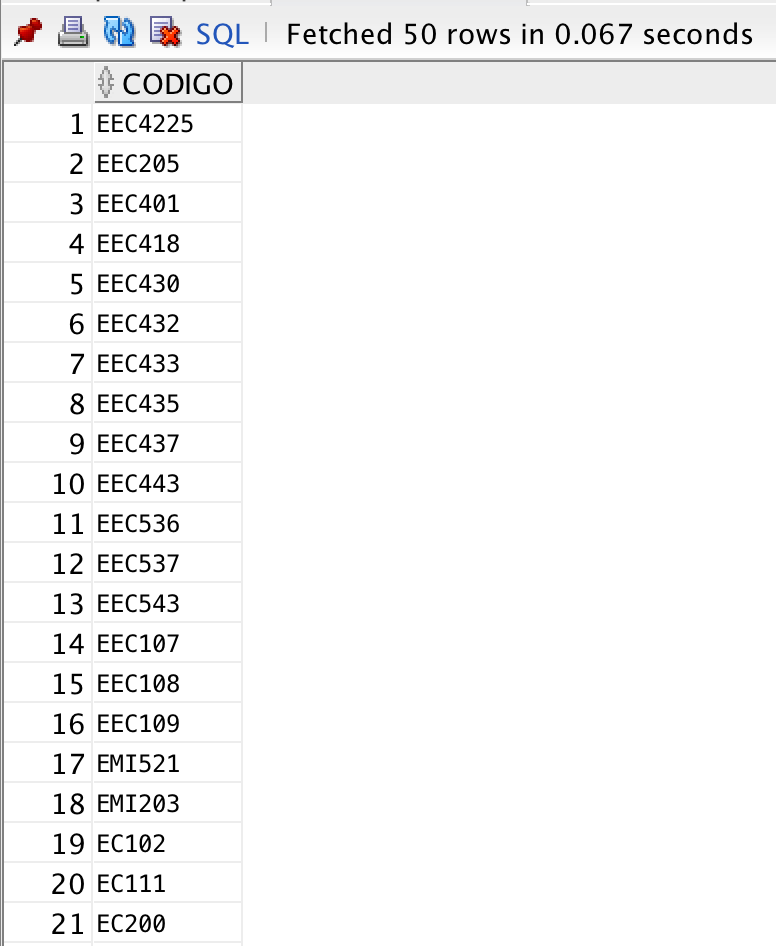 SQL | Fetched 50 rows in 0.067 seconds
CODIGO
1 EEC4225
2 EEC205
3 EEC401
4 EEC418
5 EEC430
6 EEC432
7 EEC433
8 EEC435
9 EEC437
10 EEC443
11 EEC536
12 EEC537
13 EEC543
14 EEC107
15 EEC108
16 EEC109
17 EMI521
18 EMI203
19 EC102
20 EC111
21 EC200